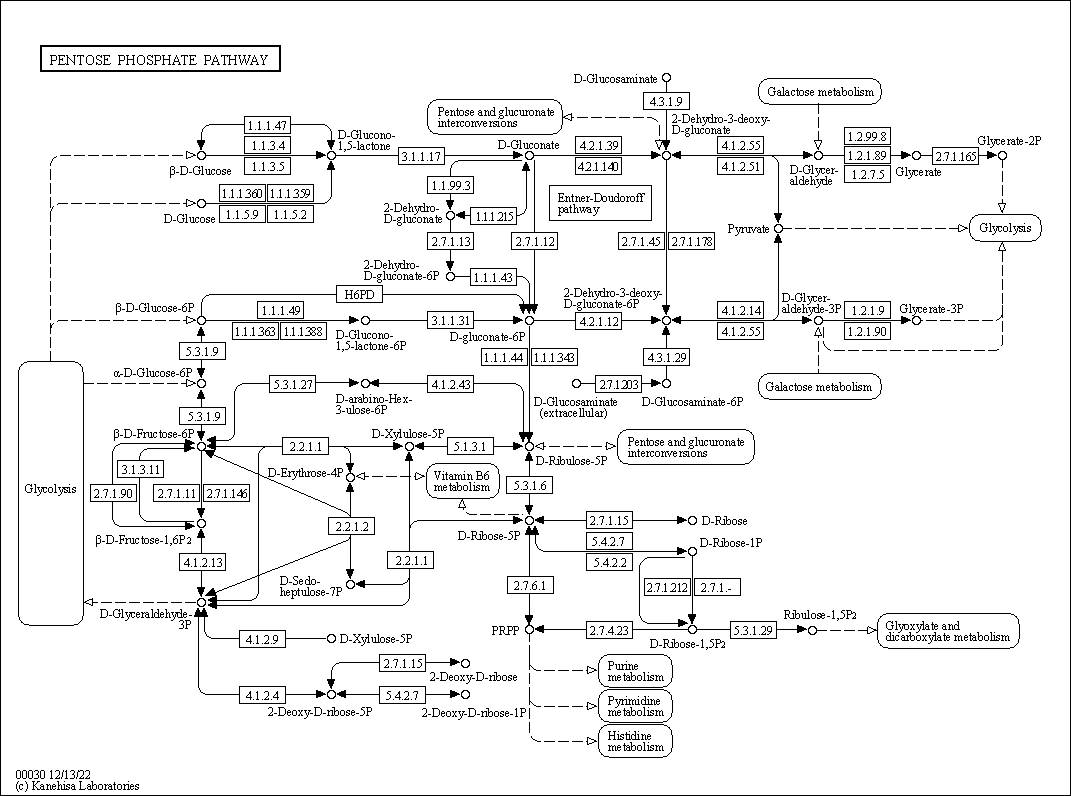 PENTOSE PHOSPHATE PATHWAY
D-Glucosaminate
4.3.1.9
Galactose metabolism
Pentose and glucuronate
interconversions
2-Dehydro-3-deoxy-
D-gluconate
1.1.1.47
1.1.3.4
1.1.3.5
D-Glucono-
1,5-lactone
β-D-Glucose
3.1.1.17
D-Gluconate
4.2.1.39
4.2.1.140
4.1.2.55
4.1.2.51
D-Glycer-
aldehyde
1.2.99.8
1.2.1.89
1.2.7.5
Glycerate
2.7.1.165
Glycerate-2P
1.1.1.360
1.1.1.359
1.1.5.9
1.1.5.2
D-Glucose
1.1.99.3
2-Dehydro-
D-gluconate
1.1.1.215
Entner-Doudoroff
pathway
2.7.1.13
2.7.1.12
2.7.1.45
2.7.1.178
Pyruvate
Glycolysis
2-Dehydro-
D-gluconate-6P
1.1.1.43
β-D-Glucose-6P
H6PD
1.1.1.49
1.1.1.363
1.1.1.388
D-Glucono-
1,5-lactone-6P
3.1.1.31
D-gluconate-6P
2-Dehydro-3-deoxy-
D-gluconate-6P
4.2.1.12
4.1.2.14
4.1.2.55
D-Glycer-
aldehyde-3P
1.2.1.9
1.2.1.90
Glycerate-3P
5.3.1.9
1.1.1.44
1.1.1.343
4.3.1.29
α-D-Glucose-6P
5.3.1.27
D-arabino-Hex-
3-ulose-6P
4.1.2.43
2.7.1.203
D-Glucosaminate
(extracellular)
D-Glucosaminate-6P
Galactose metabolism
5.3.1.9
β-D-Fructose-6P
2.2.1.1
D-Xylulose-5P
5.1.3.1
D-Ribulose-5P
Pentose and glucuronate
interconversions
Glycolysis
3.1.3.11
2.7.1.90
2.7.1.11
2.7.1.146
D-Erythrose-4P
Vitamin B6
metabolism
5.3.1.6
β-D-Fructose-1,6P2
2.2.1.2
D-Ribose-5P
2.7.1.15
D-Ribose
5.4.2.7
5.4.2.2
D-Ribose-1P
4.1.2.13
D-Sedo-
heptulose-7P
2.2.1.1
2.7.6.1
2.7.1.212
2.7.1.-
D-Glyceraldehyde-
3P
4.1.2.9
D-Xylulose-5P
PRPP
2.7.4.23
D-Ribose-1,5P2
5.3.1.29
Ribulose-1,5P2
Glyoxylate and
dicarboxylate metabolism
2.7.1.15
2-Deoxy-D-ribose
4.1.2.4
2-Deoxy-D-ribose-5P
5.4.2.7
2-Deoxy-D-ribose-1P
Purine
metabolism
Pyrimidine
metabolism
Histidine
metabolism
00030 12/13/22
(c) Kanehisa Laboratories